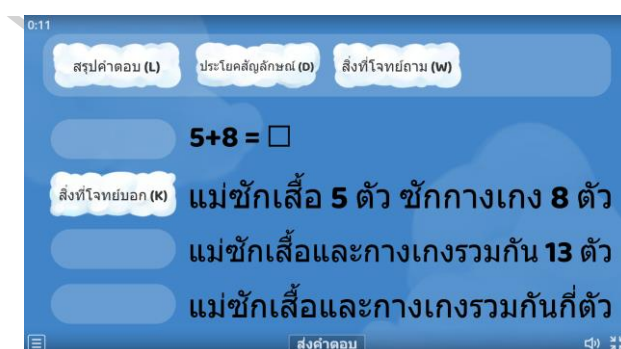 0:11
สรุปคำตอบ (L) ประโยคสัญลักษณ์ (D) สิ่งที่โจทย์ถาม (W)
5+8 = □
สิ่งที่โจทย์บอก (K) แม่ซักเสื้อ 5 ตัว ซักกางเกง 8 ตัว
แม่ซักเสื้อและกางเกงรวมกัน 13 ตัว
แม่ซักเสื้อและกางเกงรวมกันกี่ตัว
ส่งคำตอบ